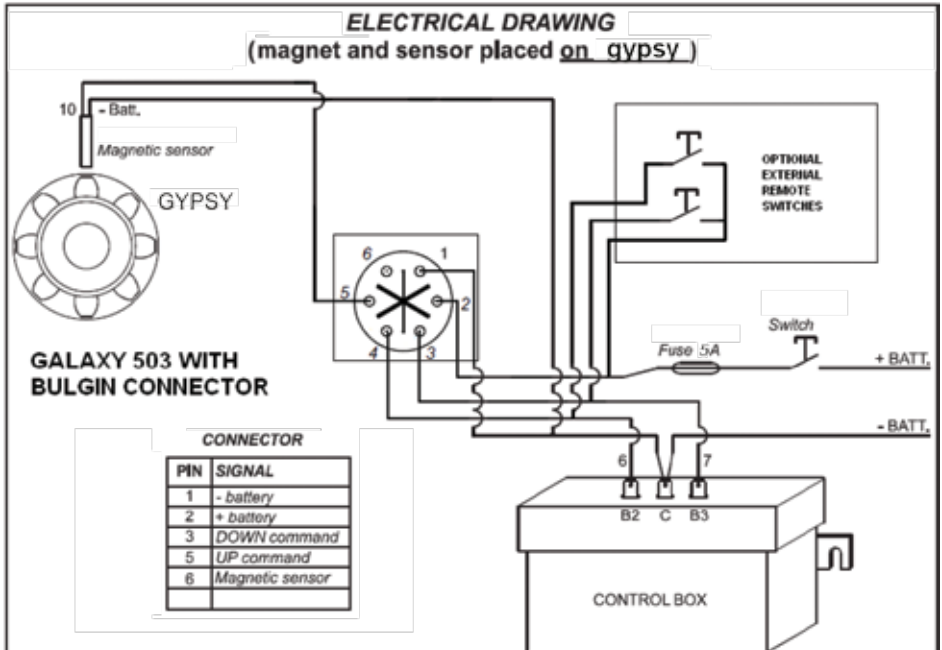 ELECTRICAL DRAWING
(magnet and sensor placed on gypsy )
10 - Batt.
Magnetic sensor
GYPSY
OPTIONAL
EXTERNAL
REMOTE
SWITCHES
6 1
5 2
4 3
GALAXY 503 WITH
BULGIN CONNECTOR
Switch
Fuse 5A
+ BATT.
- BATT.
CONNECTOR
PIN SIGNAL
1 - battery
2 + battery
3 DOWN command
5 UP command
6 Magnetic sensor
6 7
B2 C B3
CONTROL BOX